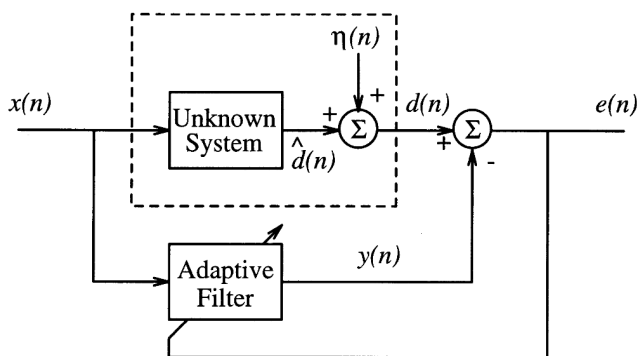 η(n)
x(n)
+
d(n)
e(n)
Unknown
System
+
Σ
Σ
d̂(n)
+
-
Adaptive
Filter
y(n)